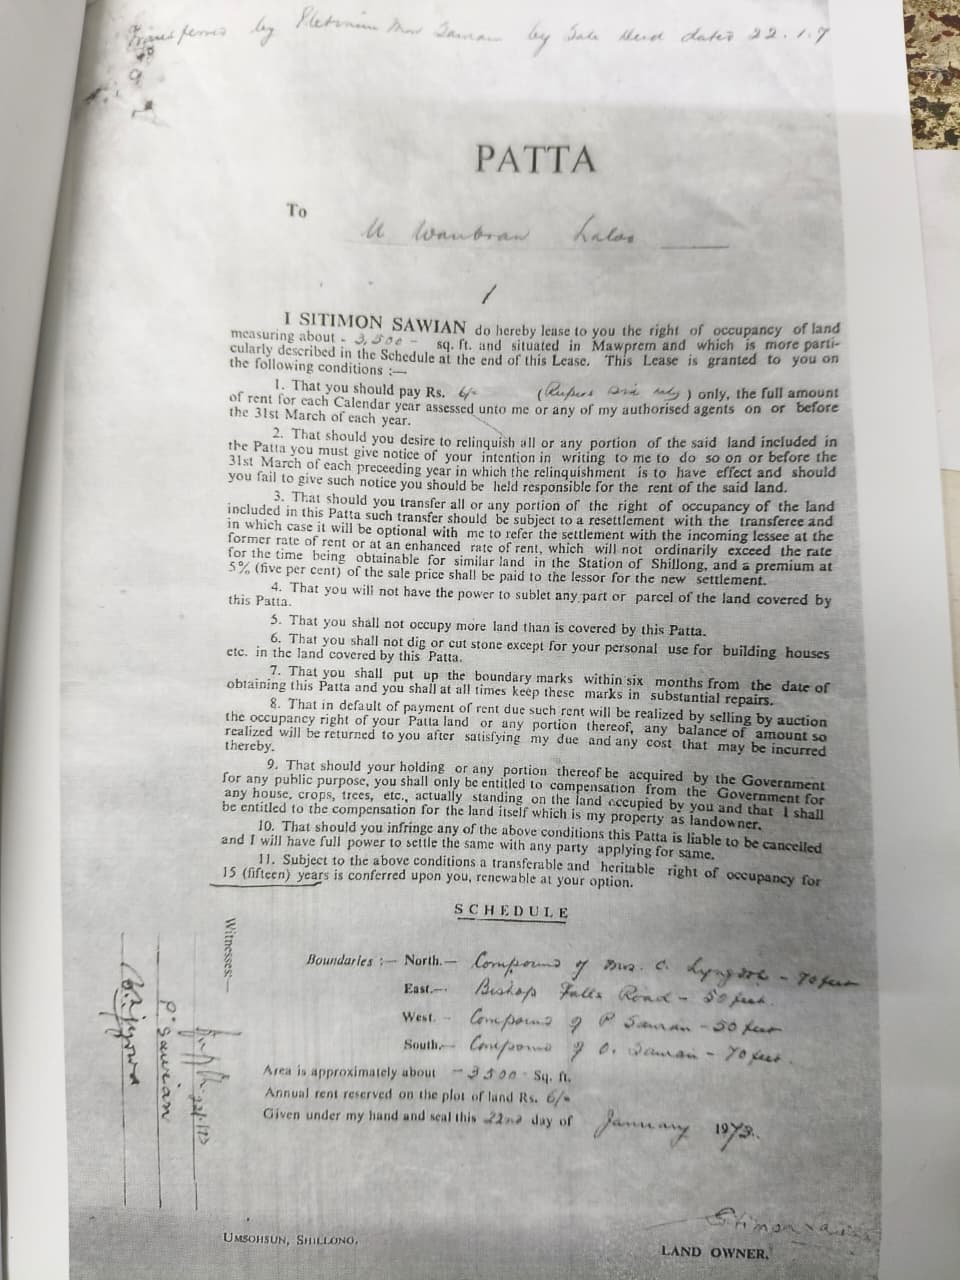 by Mon Sawian by Sale deed dated 22.1.7
PATTA
To
U Wanbran Laloo
1
I SITIMON SAWIAN do hereby lease to you the right of occupancy of land
measuring about - 3,500 - sq. ft. and situated in Mawprem and which is more parti-
cularly described in the Schedule at the end of this Lease. This Lease is granted to you on
the following conditions :—
1. That you should pay Rs. 6/- (Rupees six only) only, the full amount
of rent for each Calendar year assessed unto me or any of my authorised agents on or before
the 31st March of each year.
2. That should you desire to relinquish all or any portion of the said land included in
the Patta you must give notice of your intention in writing to me to do so on or before the
31st March of each preceeding year in which the relinquishment is to have effect and should
you fail to give such notice you should be held responsible for the rent of the said land.
3. That should you transfer all or any portion of the right of occupancy of the land
included in this Patta such transfer should be subject to a resettlement with the transferee and
in which case it will be optional with me to refer the settlement with the incoming lessee at the
former rate of rent or at an enhanced rate of rent, which will not ordinarily exceed the rate
for the time being obtainable for similar land in the Station of Shillong, and a premium at
5% (five per cent) of the sale price shall be paid to the lessor for the new settlement.
4. That you will not have the power to sublet any part or parcel of the land covered by
this Patta.
5. That you shall not occupy more land than is covered by this Patta.
6. That you shall not dig or cut stone except for your personal use for building houses
etc. in the land covered by this Patta.
7. That you shall put up the boundary marks within six months from the date of
obtaining this Patta and you shall at all times keep these marks in substantial repairs.
8. That in default of payment of rent due such rent will be realized by selling by auction
the occupancy right of your Patta land or any portion thereof, any balance of amount so
realized will be returned to you after satisfying my due and any cost that may be incurred
thereby.
9. That should your holding or any portion thereof be acquired by the Government
for any public purpose, you shall only be entitled to compensation from the Government for
any house, crops, trees, etc., actually standing on the land occupied by you and that I shall
be entitled to the compensation for the land itself which is my property as landowner.
10. That should you infringe any of the above conditions this Patta is liable to be cancelled
and I will have full power to settle the same with any party applying for same.
11. Subject to the above conditions a transferable and heritable right of occupancy for
15 (fifteen) years is conferred upon you, renewable at your option.
SCHEDULE
Witnesses:—
P. Sawian
Boundaries :— North.— Compound of Mrs. C. Lyngdoh - 70 feet
East.— Bishop Falls Road - 50 feet.
West. - Compound of P Sawian - 50 feet
South.— Compound of O. Sawian - 70 feet.
Area is approximately about - 3500 - Sq. ft.
Annual rent reserved on the plot of land Rs. 6/-
Given under my hand and seal this 22nd day of January 1973.
Sitimon Sawian
UMSOHSUN, SHILLONG.
LAND OWNER.